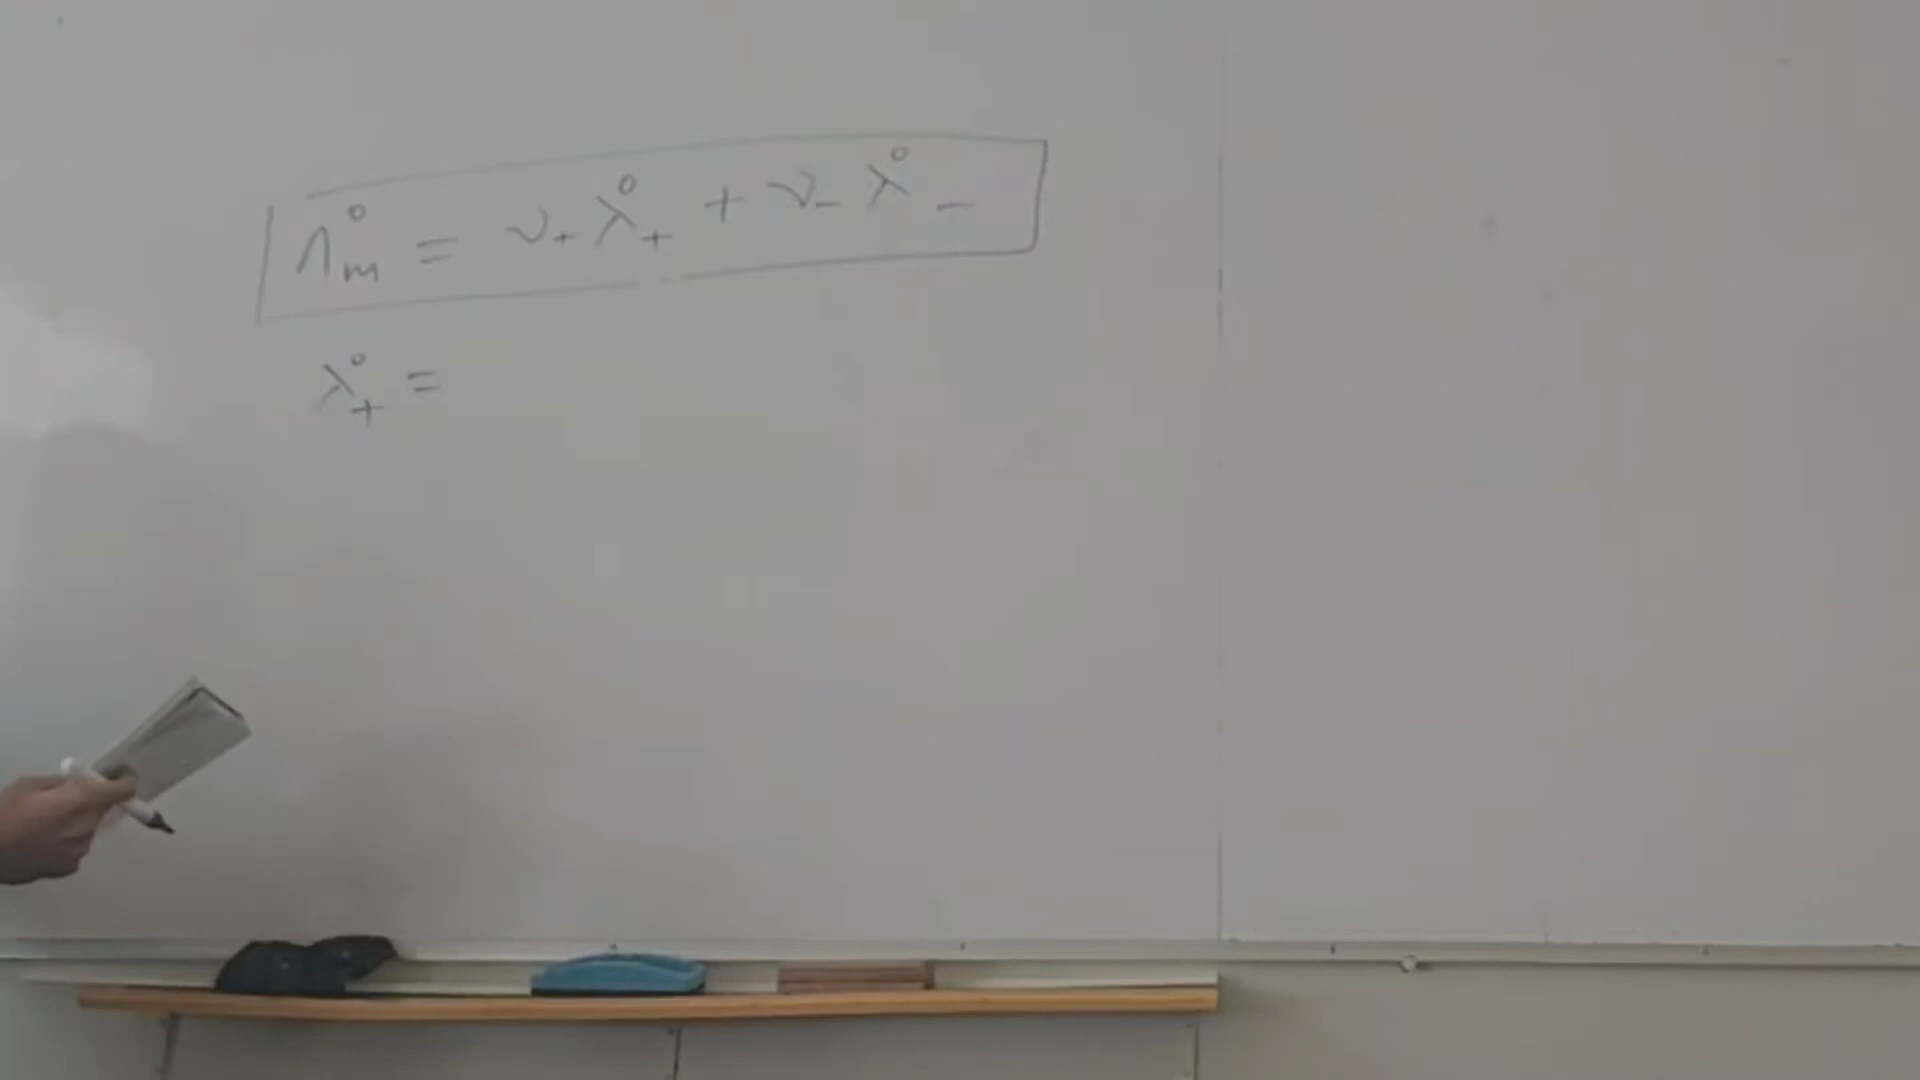 Λ°ₘ = ν₊ λ°₊ + ν₋ λ°₋
λ°₊ =